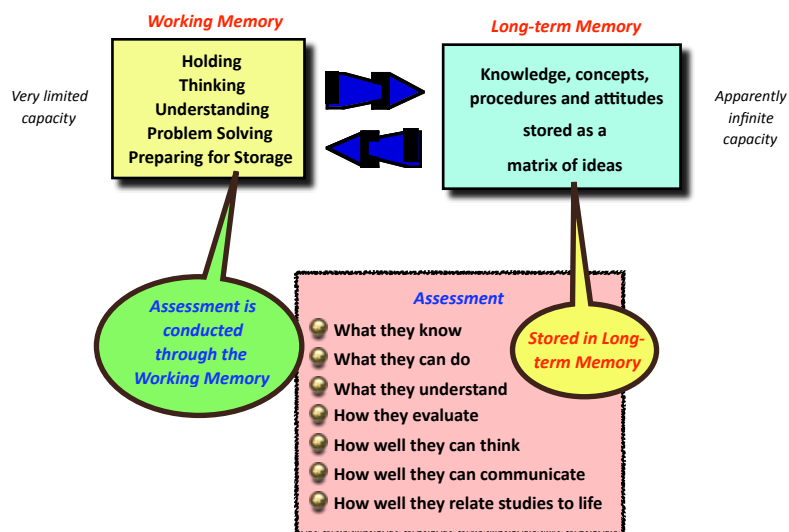 Working Memory
Long-term Memory
Very limited
capacity
Holding
Thinking
Understanding
Problem Solving
Preparing for Storage
Knowledge, concepts,
procedures and attitudes
stored as a
matrix of ideas
Apparently
infinite
capacity
Assessment is
conducted
through the
Working Memory
Assessment
What they know
What they can do
What they understand
How they evaluate
How well they can think
How well they can communicate
How well they relate studies to life
Stored in Long-
term Memory